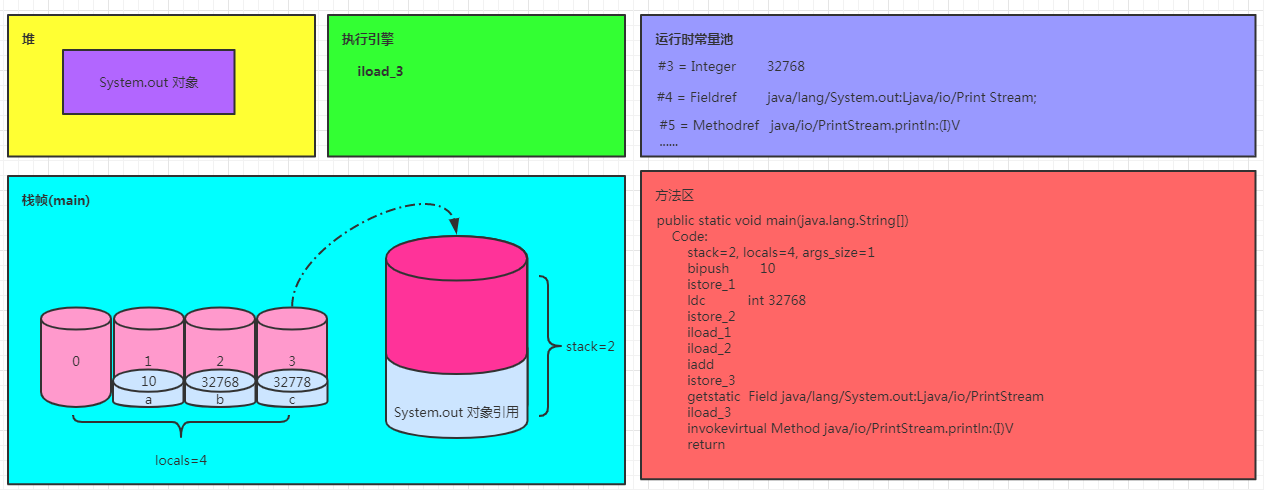 堆
System.out 对象
执行引擎
iload_3
运行时常量池
#3 = Integer 32768
#4 = Fieldref java/lang/System.out:Ljava/io/Print Stream;
#5 = Methodref java/io/PrintStream.println:(I)V
......
栈帧(main)
0
1
2
3
10
32768
32778
a
b
c
locals=4
System.out 对象引用
stack=2
方法区
public static void main(java.lang.String[])
Code:
stack=2, locals=4, args_size=1
bipush 10
istore_1
ldc int 32768
istore_2
iload_1
iload_2
iadd
istore_3
getstatic Field java/lang/System.out:Ljava/io/PrintStream
iload_3
invokevirtual Method java/io/PrintStream.println:(I)V
return